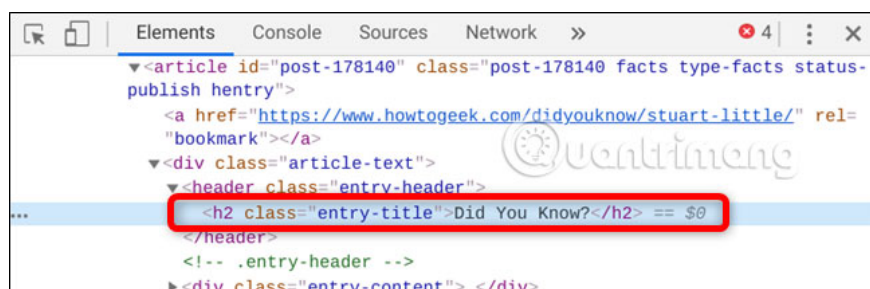 Elements Console Sources Network » 4
▼<article id="post-178140" class="post-178140 facts type-facts status-
publish hentry">
<a href="https://www.howtogeek.com/didyouknow/stuart-little/" rel=
"bookmark"></a>
▼<div class="article-text">
Quantrimang
▼<header class="entry-header">
... <h2 class="entry-title">Did You Know?</h2> == $0
</header>
<!-- .entry-header -->
▶<div class="entry-content"> </div>